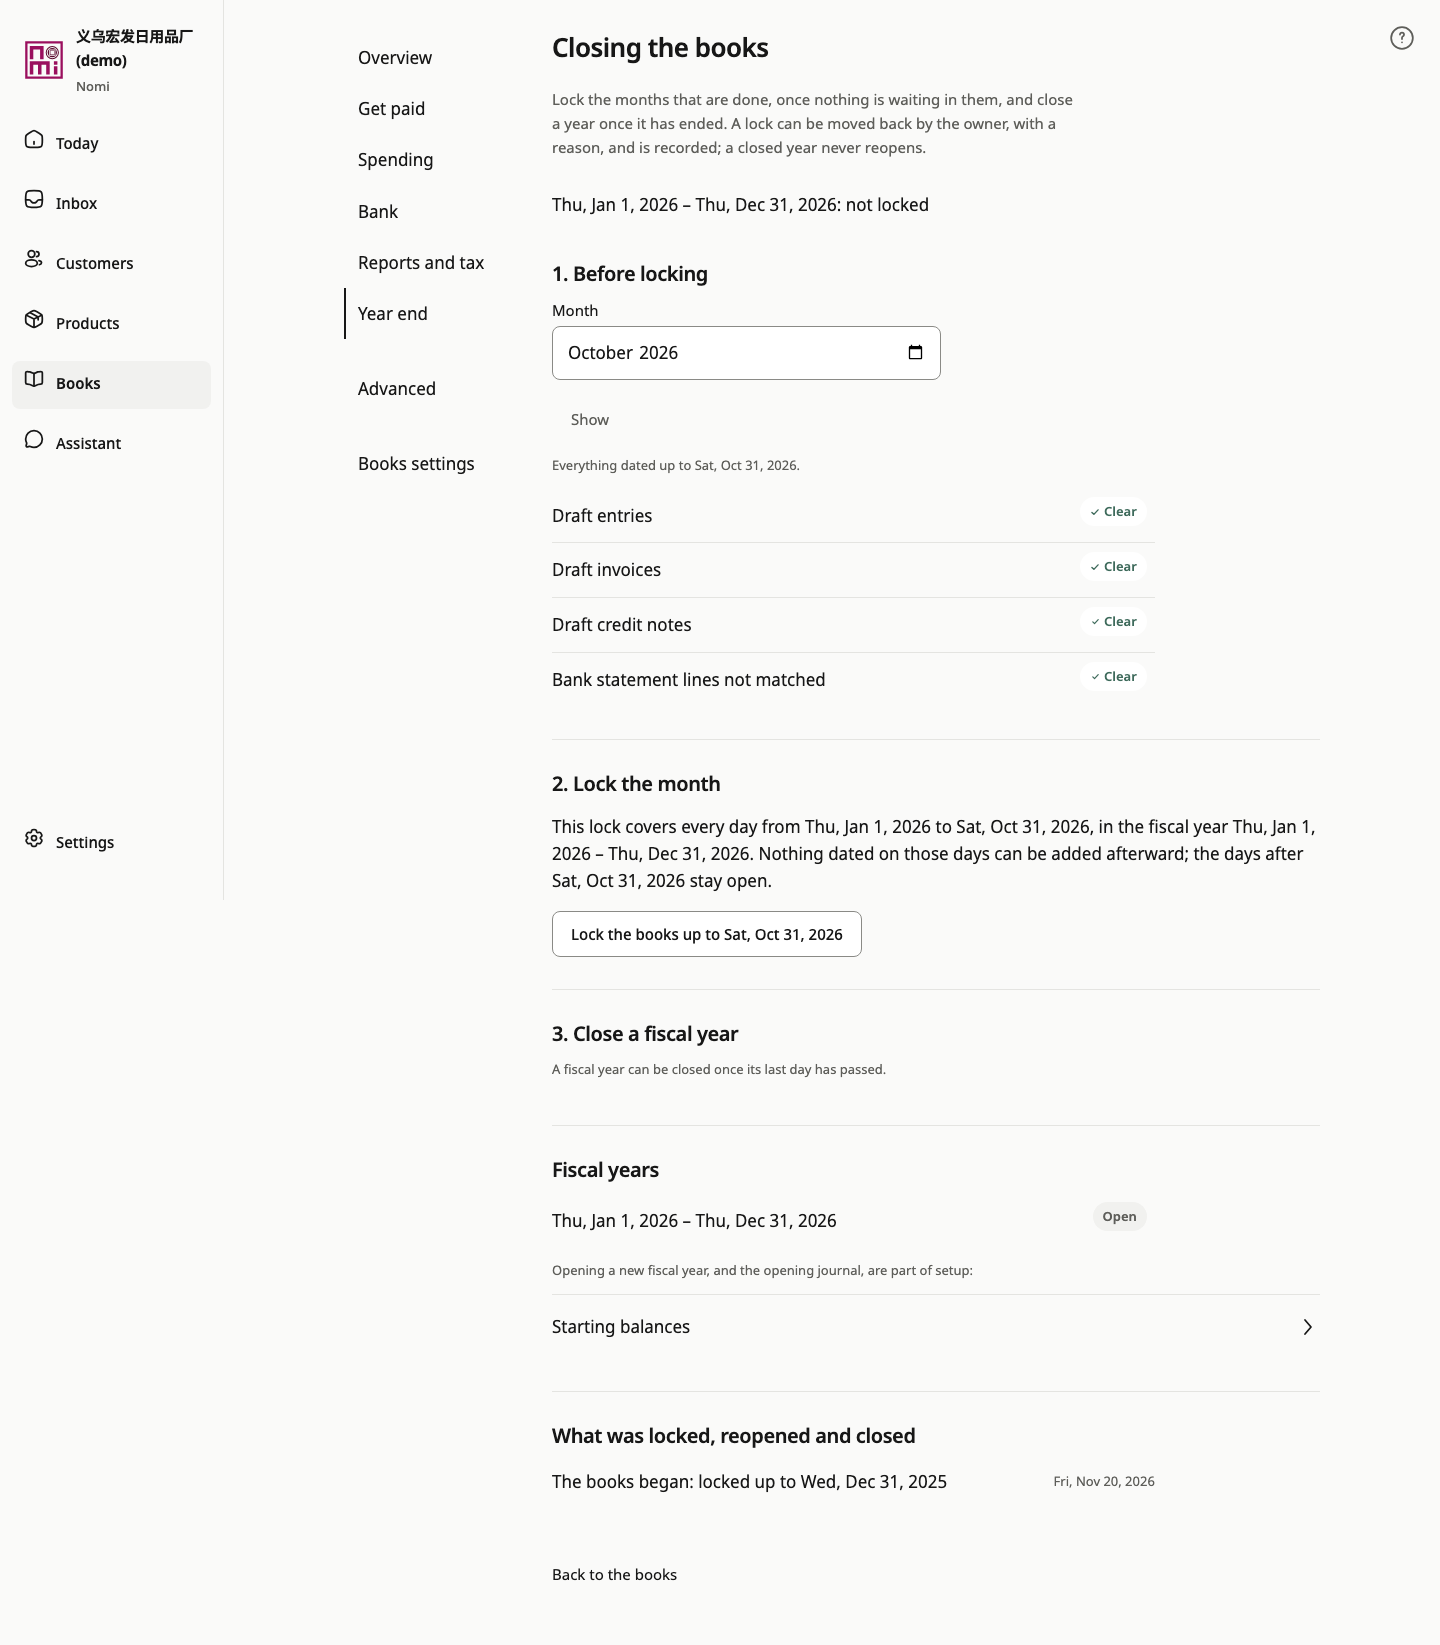 义乌宏发日用品厂
(demo)
Nomi
Today
Inbox
Customers
Products
Books
Assistant
Settings
Overview
Get paid
Spending
Bank
Reports and tax
Year end
Advanced
Books settings
Closing the books
Lock the months that are done, once nothing is waiting in them, and close
a year once it has ended. A lock can be moved back by the owner, with a
reason, and is recorded; a closed year never reopens.
Thu, Jan 1, 2026 – Thu, Dec 31, 2026: not locked
1. Before locking
Month
October 2026
Show
Everything dated up to Sat, Oct 31, 2026.
Draft entries
Clear
Draft invoices
Clear
Draft credit notes
Clear
Bank statement lines not matched
Clear
2. Lock the month
This lock covers every day from Thu, Jan 1, 2026 to Sat, Oct 31, 2026, in the fiscal year Thu, Jan 1,
2026 – Thu, Dec 31, 2026. Nothing dated on those days can be added afterward; the days after
Sat, Oct 31, 2026 stay open.
Lock the books up to Sat, Oct 31, 2026
3. Close a fiscal year
A fiscal year can be closed once its last day has passed.
Fiscal years
Thu, Jan 1, 2026 – Thu, Dec 31, 2026
Open
Opening a new fiscal year, and the opening journal, are part of setup:
Starting balances
What was locked, reopened and closed
The books began: locked up to Wed, Dec 31, 2025
Fri, Nov 20, 2026
Back to the books